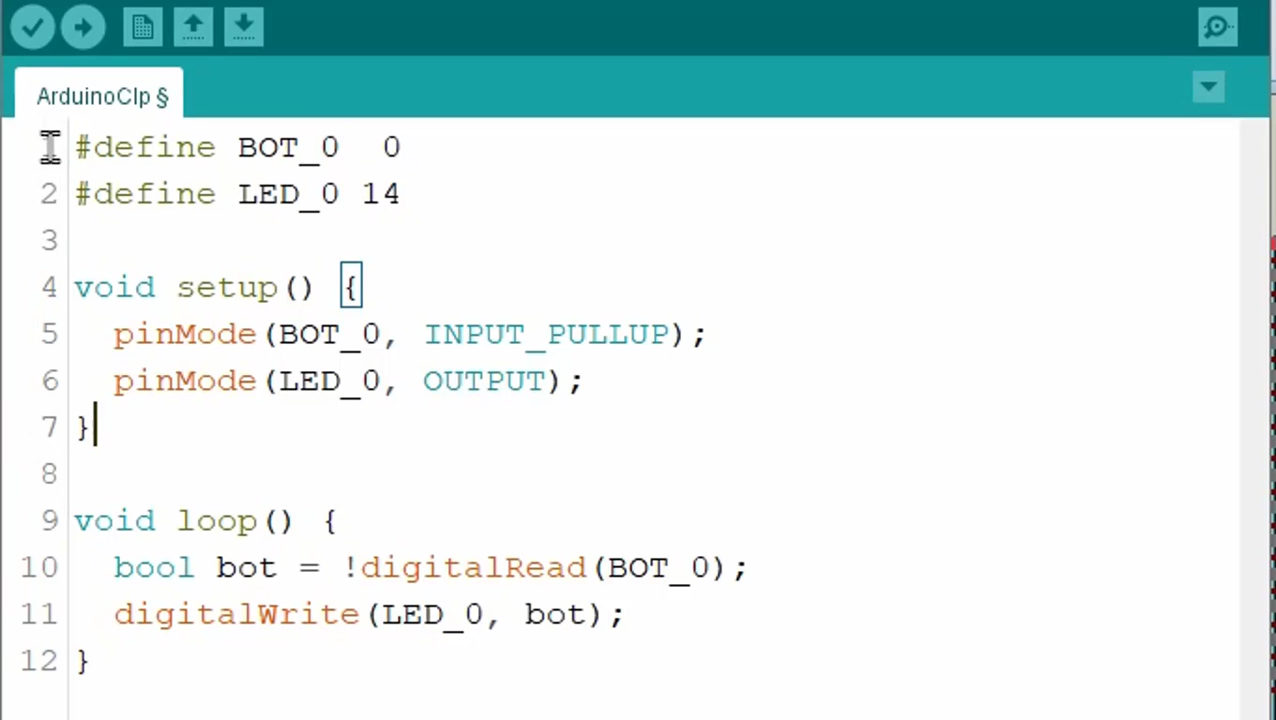 ArduinoClp §
#define BOT_0  0
2 #define LED_0 14
3
4 void setup() {
5   pinMode(BOT_0, INPUT_PULLUP);
6   pinMode(LED_0, OUTPUT);
7 }
8
9 void loop() {
10   bool bot = !digitalRead(BOT_0);
11   digitalWrite(LED_0, bot);
12 }